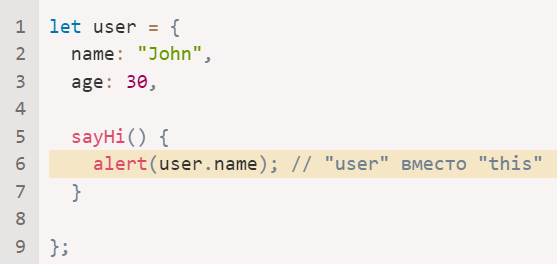 1 let user = {
2   name: "John",
3   age: 30,
4
5   sayHi() {
6     alert(user.name); // "user" вместо "this"
7   }
8
9 };